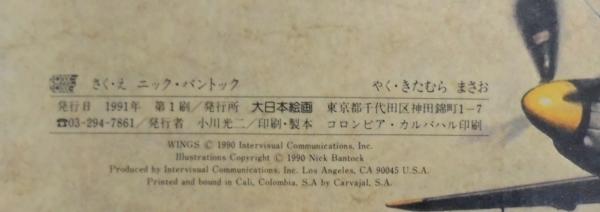 さく・え ニック・バントック やく・きたむら まさお
発行日 1991年 第1刷/発行所 大日本絵画 東京都千代田区神田錦町1-7
☎03-294-7861/発行者 小川光二/印刷・製本 コロンビア・カルバハル印刷
WINGS © 1990 Intervisual Communications, Inc.
Illustrations Copyright © 1990 Nick Bantock
Produced by Intervisual Communications, Inc. Los Angeles, CA 90045 U.S.A.
Printed and bound in Cali, Colombia, S.A by Carvajal, S.A.